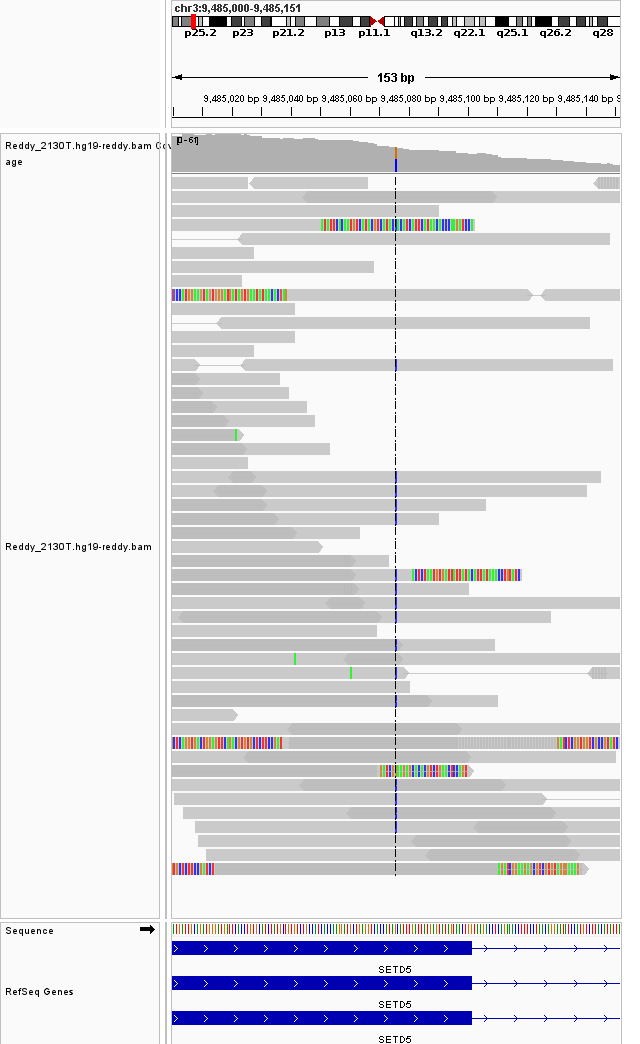 chr3:9,485,000-9,485,151
p25.2 p23 p21.2 p13 p11.1 q13.2 q22.1 q25.1 q26.2 q28
153 bp
9,485,020 bp 9,485,040 bp 9,485,060 bp 9,485,080 bp 9,485,100 bp 9,485,120 bp 9,485,140 bp 9
Reddy_2130T.hg19-reddy.bam Cov
age
[0-61]
Reddy_2130T.hg19-reddy.bam
Sequence
SETD5
RefSeq Genes
SETD5
SETD5